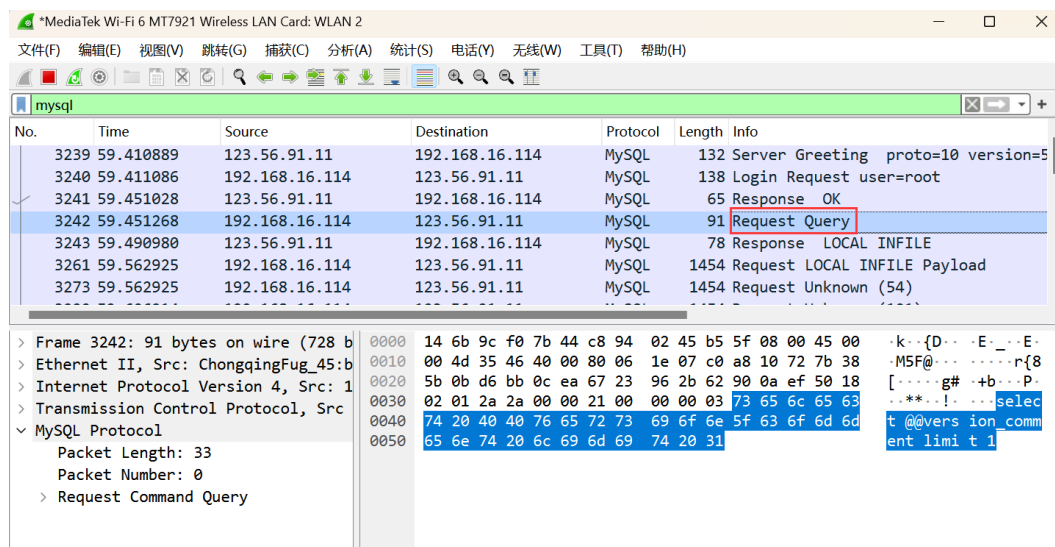 *MediaTek Wi-Fi 6 MT7921 Wireless LAN Card: WLAN 2
文件(F) 编辑(E) 视图(V) 跳转(G) 捕获(C) 分析(A) 统计(S) 电话(Y) 无线(W) 工具(T) 帮助(H)
mysql
No. Time Source Destination Protocol Length Info
3239 59.410889 123.56.91.11 192.168.16.114 MySQL 132 Server Greeting proto=10 version=5
3240 59.411086 192.168.16.114 123.56.91.11 MySQL 138 Login Request user=root
3241 59.451028 123.56.91.11 192.168.16.114 MySQL 65 Response OK
3242 59.451268 192.168.16.114 123.56.91.11 MySQL 91 Request Query
3243 59.490980 123.56.91.11 192.168.16.114 MySQL 78 Response LOCAL INFILE
3261 59.562925 192.168.16.114 123.56.91.11 MySQL 1454 Request LOCAL INFILE Payload
3273 59.562925 192.168.16.114 123.56.91.11 MySQL 1454 Request Unknown (54)
> Frame 3242: 91 bytes on wire (728 b
> Ethernet II, Src: ChongqingFug_45:b
> Internet Protocol Version 4, Src: 1
> Transmission Control Protocol, Src
MySQL Protocol
Packet Length: 33
Packet Number: 0
> Request Command Query
0000 14 6b 9c f0 7b 44 c8 94 02 45 b5 5f 08 00 45 00 ·k··{D·· ·E·_··E·
0010 00 4d 35 46 40 00 80 06 1e 07 c0 a8 10 72 7b 38 ·M5F@··· ·····r{8
0020 5b 0b d6 bb 0c ea 67 23 96 2b 62 90 0a ef 50 18 [·····g# ·+b···P·
0030 02 01 2a 2a 00 00 21 00 00 00 03 73 65 6c 65 63 ··**··!· ···selec
0040 74 20 40 40 76 65 72 73 69 6f 6e 5f 63 6f 6d 6d t @@vers ion_comm
0050 65 6e 74 20 6c 69 6d 69 74 20 31 ent limi t 1